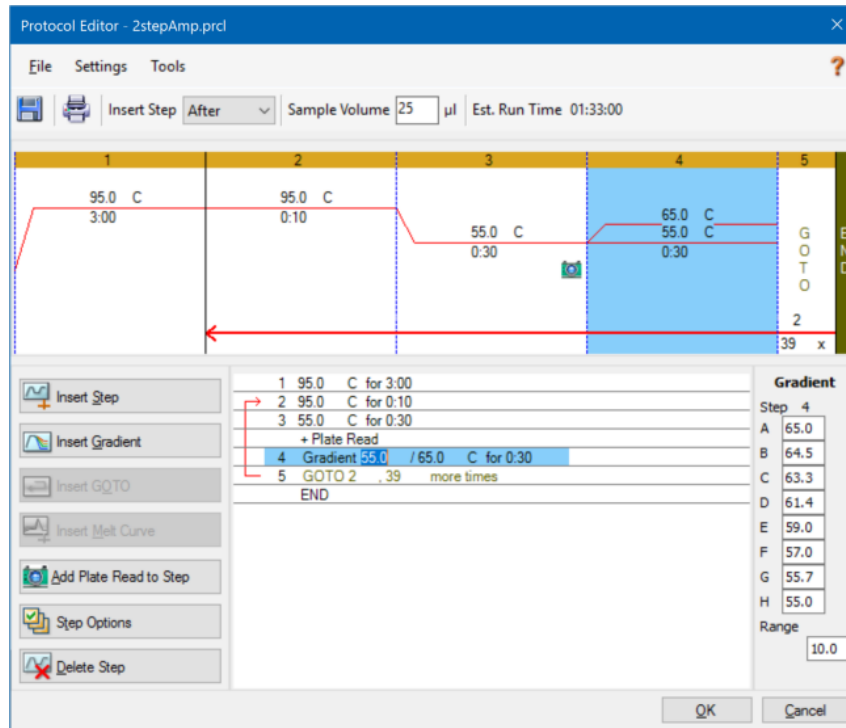 Protocol Editor - 2stepAmp.prcl
File Settings Tools ?
Insert Step After Sample Volume 25 µl Est. Run Time 01:33:00
1 2 3 4 5
95.0 C
3:00
95.0 C
0:10
55.0 C
0:30
65.0 C
55.0 C
0:30
GOTO
2
39 x
END
Insert Step
Insert Gradient
Insert GOTO
Insert Melt Curve
Add Plate Read to Step
Step Options
Delete Step
1 95.0 C for 3:00
2 95.0 C for 0:10
3 55.0 C for 0:30
+ Plate Read
4 Gradient 55.0 / 65.0 C for 0:30
5 GOTO 2 , 39 more times
END
Gradient
Step 4
A 65.0
B 64.5
C 63.3
D 61.4
E 59.0
F 57.0
G 55.7
H 55.0
Range
10.0
OK Cancel